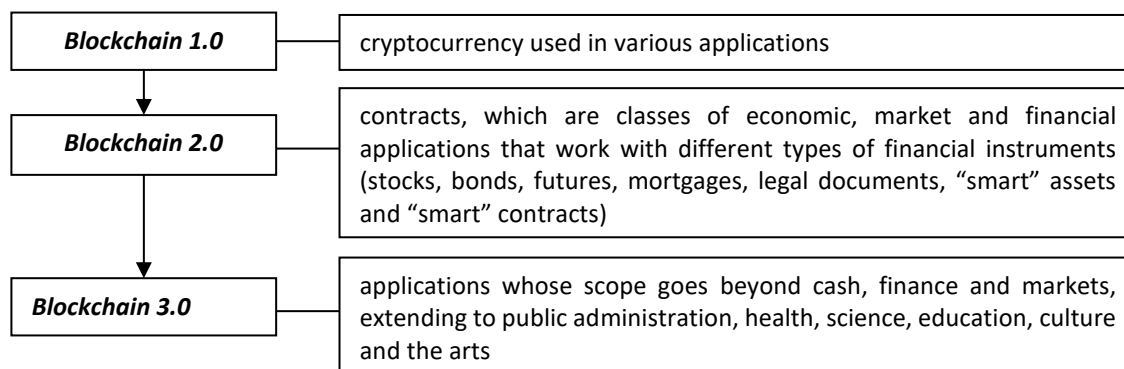 Blockchain 1.0
cryptocurrency used in various applications
Blockchain 2.0
contracts, which are classes of economic, market and financial
applications that work with different types of financial instruments
(stocks, bonds, futures, mortgages, legal documents, “smart” assets
and “smart” contracts)
Blockchain 3.0
applications whose scope goes beyond cash, finance and markets,
extending to public administration, health, science, education, culture
and the arts